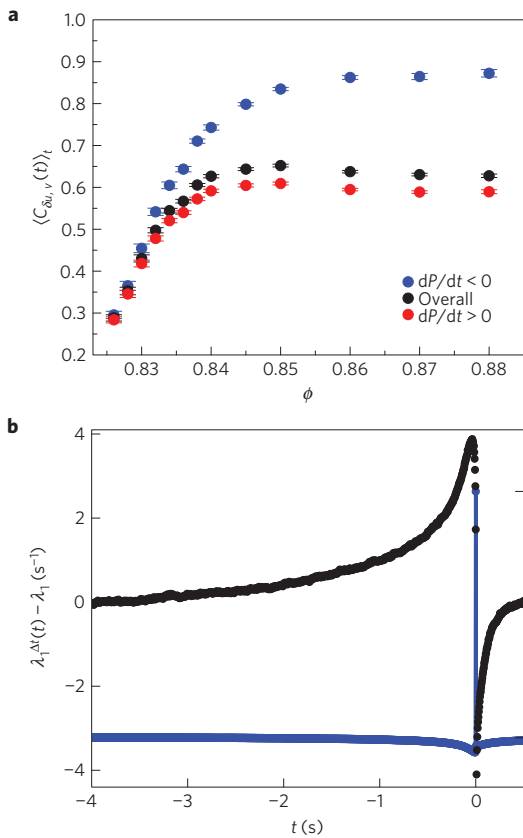 a
1.0
0.9
0.8
0.7
0.6
0.5
0.4
0.3
0.2
⟨C_{δu, v}(t)⟩_t
dP/dt < 0
Overall
dP/dt > 0
0.83 0.84 0.85 0.86 0.87 0.88
ϕ
b
4
2
0
−2
−4
λ₁^{Δt}(t) − λ₁ (s⁻¹)
−4 −3 −2 −1 0
t (s)